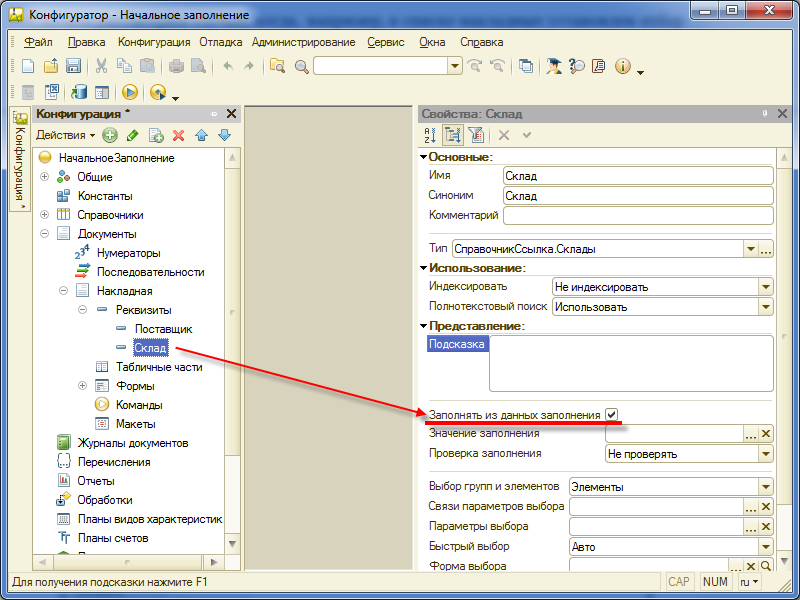 Конфигуратор - Начальное заполнение
Файл Правка Конфигурация Отладка Администрирование Сервис Окна Справка
Конфигурация *
Действия
НачальноеЗаполнение
Общие
Константы
Справочники
Документы
Нумераторы
Последовательности
Накладная
Реквизиты
Поставщик
Склад
Табличные части
Формы
Команды
Макеты
Журналы документов
Перечисления
Отчеты
Обработки
Планы видов характеристик
Планы счетов
Конфигурация *
Свойства: Склад
Основные:
Имя Склад
Синоним Склад
Комментарий
Тип СправочникСсылка.Склады
Использование:
Индексировать Не индексировать
Полнотекстовый поиск Использовать
Представление:
Подсказка
Заполнять из данных заполнения
Значение заполнения
Проверка заполнения Не проверять
Выбор групп и элементов Элементы
Связи параметров выбора
Параметры выбора
Быстрый выбор Авто
Форма выбора
Для получения подсказки нажмите F1
CAP NUM ru